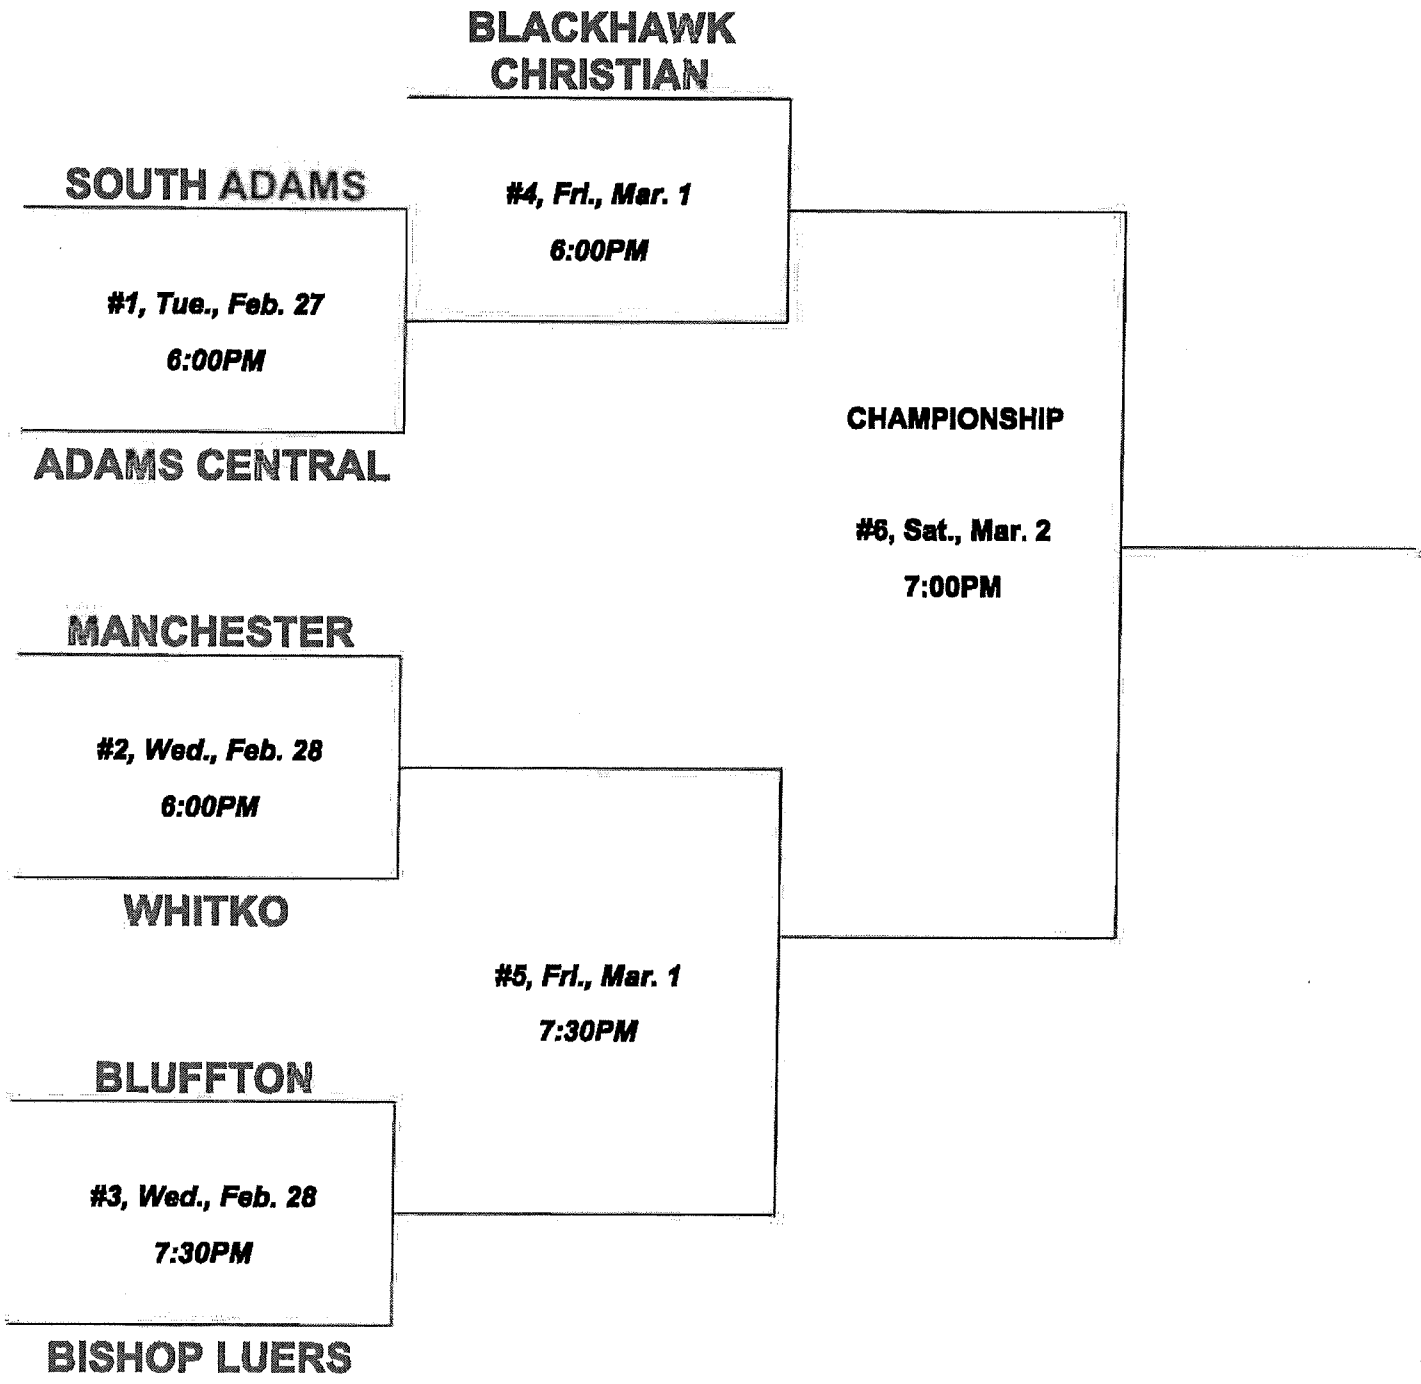 BLACKHAWK
CHRISTIAN
SOUTH ADAMS
#4, Fri., Mar. 1
6:00PM
#1, Tue., Feb. 27
6:00PM
ADAMS CENTRAL
CHAMPIONSHIP
#6, Sat., Mar. 2
7:00PM
MANCHESTER
#2, Wed., Feb. 28
6:00PM
WHITKO
#5, Fri., Mar. 1
7:30PM
BLUFFTON
#3, Wed., Feb. 28
7:30PM
BISHOP LUERS